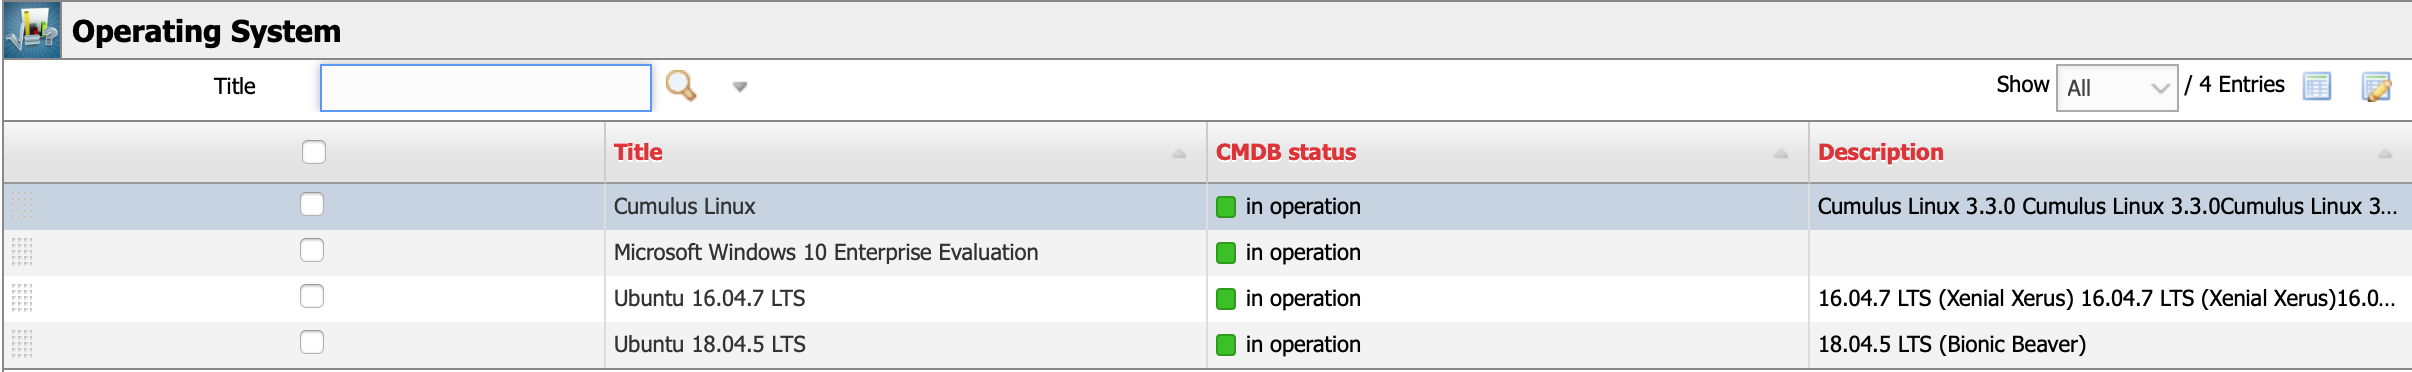 Operating System
Title Show All / 4 Entries
Title CMDB status Description
Cumulus Linux in operation Cumulus Linux 3.3.0 Cumulus Linux 3.3.0Cumulus Linux 3...
Microsoft Windows 10 Enterprise Evaluation in operation
Ubuntu 16.04.7 LTS in operation 16.04.7 LTS (Xenial Xerus) 16.04.7 LTS (Xenial Xerus)16.0...
Ubuntu 18.04.5 LTS in operation 18.04.5 LTS (Bionic Beaver)